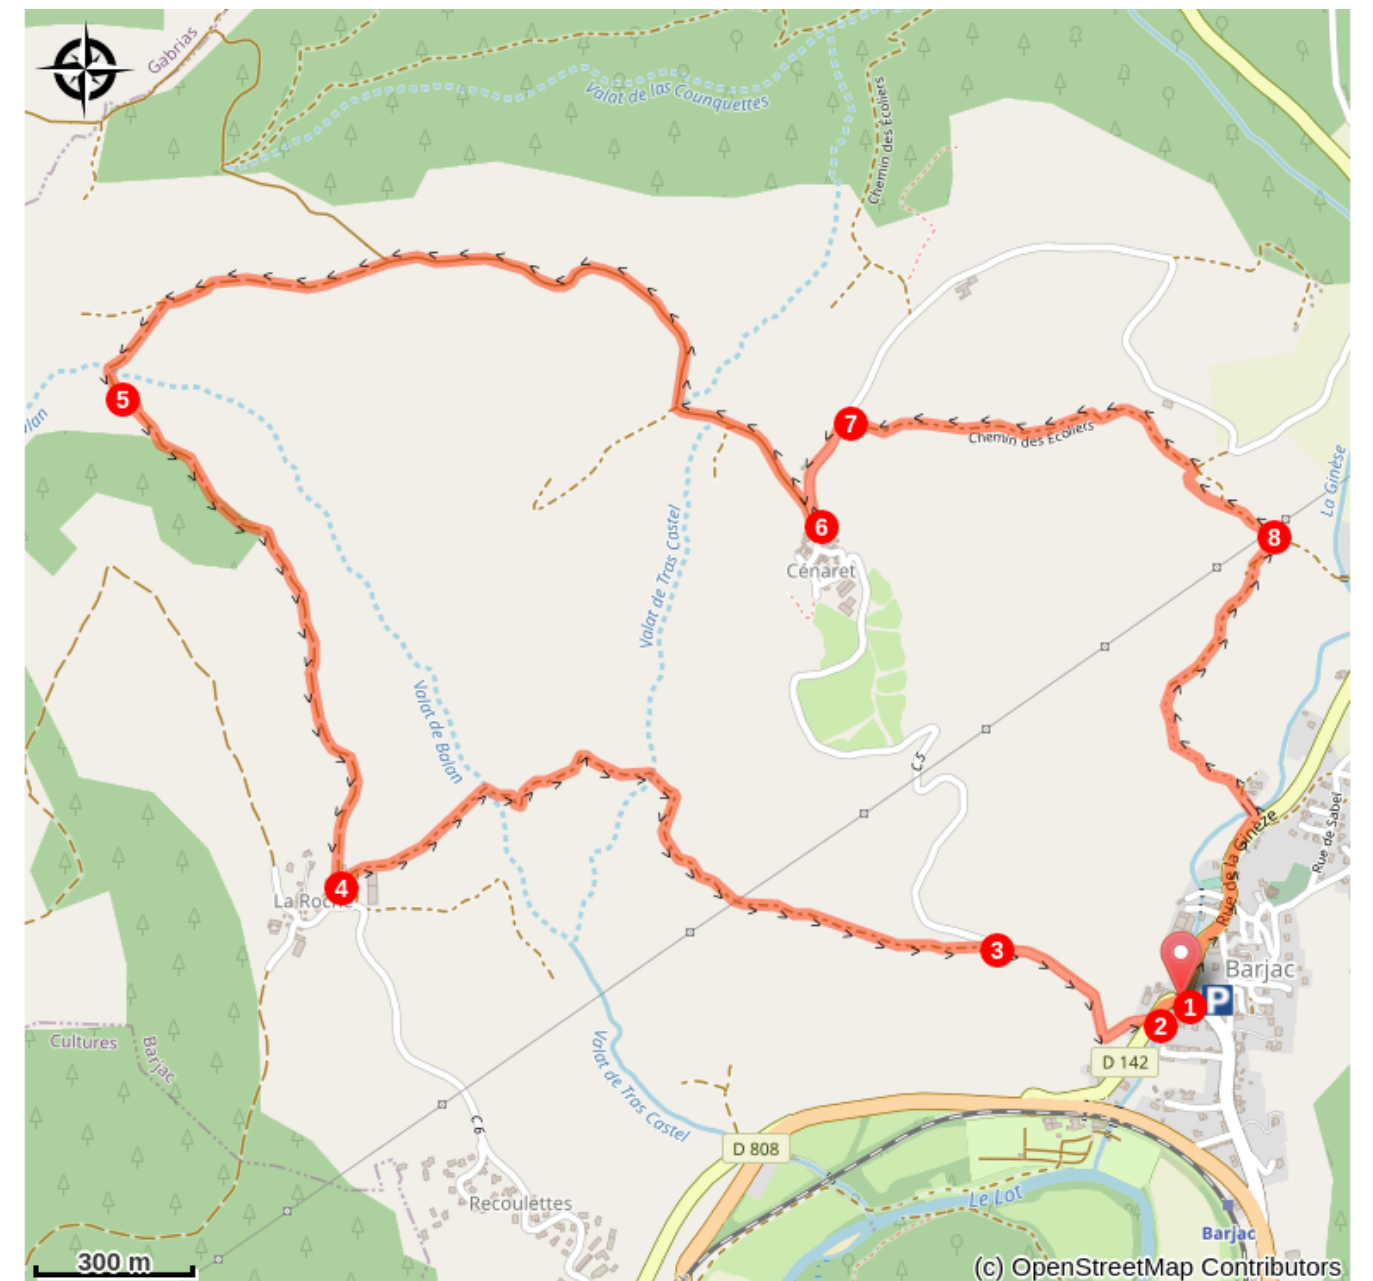 Gabrias
Valat de las Counquettes
Chemin des Écoliers
5
7
Chemin des Écoliers
La Ginèse
6
8
Cénaret
Valat de Tras Castel
Valat de Balan
C 5
Rue de Sabel
Rue de la Ginèze
4
La Roche
3
Barjac
1
P
2
Cultures
Barjac
D 142
Valat de Tras Castel
C 6
D 808
Le Lot
Recoulettes
Barjac
300 m
(c) OpenStreetMap Contributors